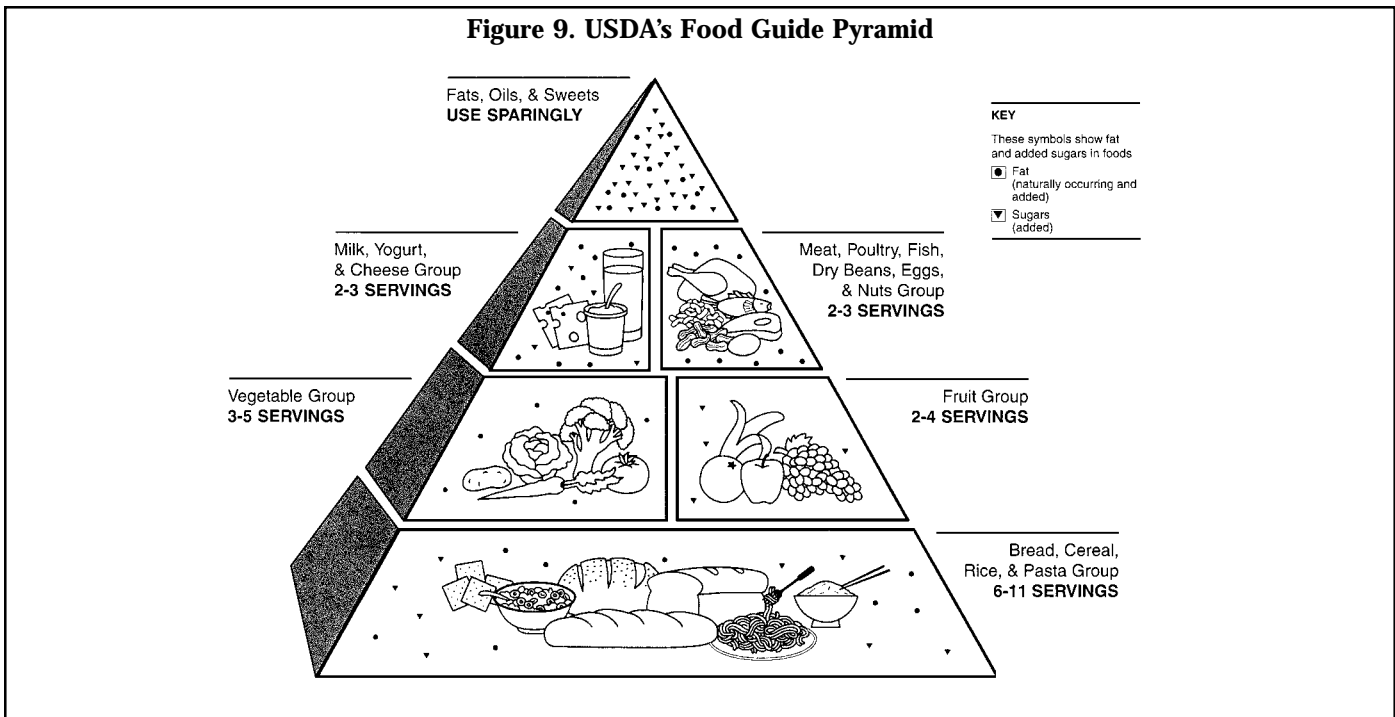 Figure 9. USDA's Food Guide Pyramid
Fats, Oils, & Sweets
USE SPARINGLY
KEY
These symbols show fat
and added sugars in foods
Fat
(naturally occurring and
added)
Sugars
(added)
Milk, Yogurt,
& Cheese Group
2-3 SERVINGS
Meat, Poultry, Fish,
Dry Beans, Eggs,
& Nuts Group
2-3 SERVINGS
Vegetable Group
3-5 SERVINGS
Fruit Group
2-4 SERVINGS
Bread, Cereal,
Rice, & Pasta Group
6-11 SERVINGS